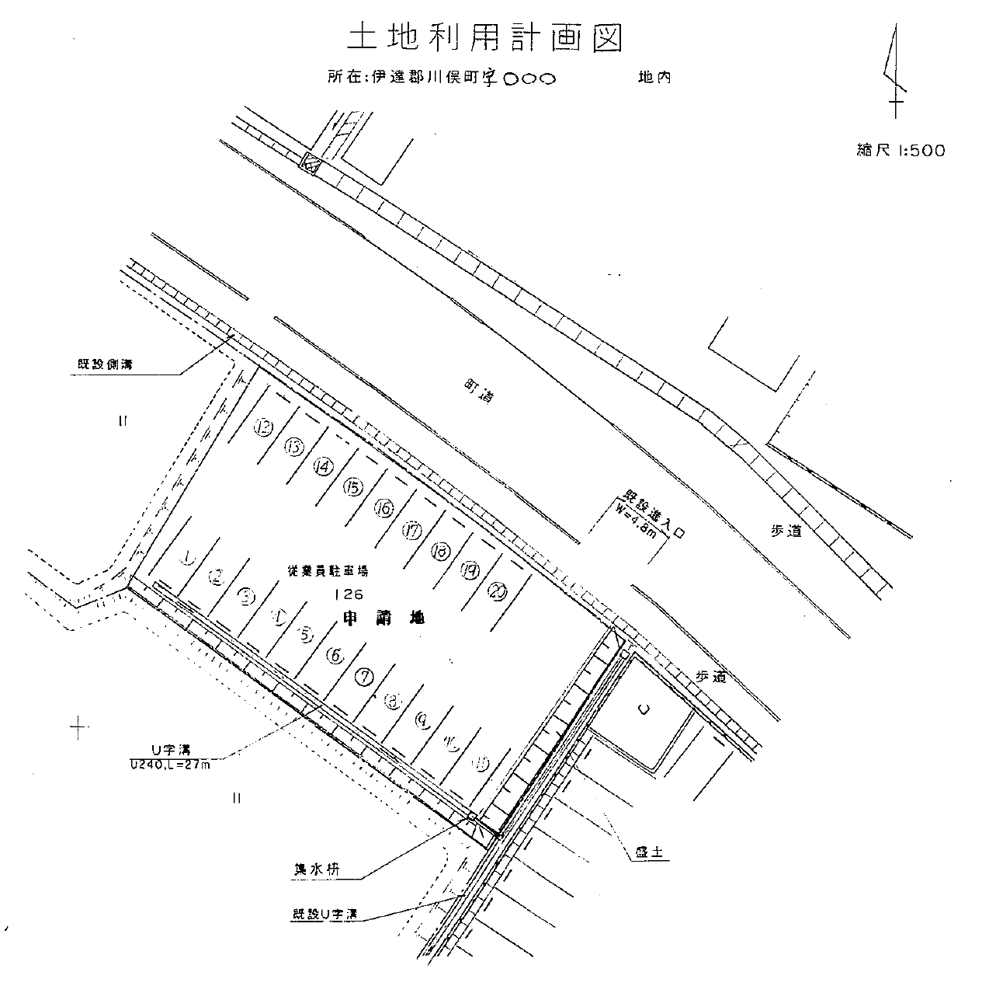 土地利用計画図
所在:伊達郡川俣町字○○○ 地内
縮尺 1:500
既設側溝
町道
⑫
⑬
⑭
⑮
⑯
⑰
⑱
⑲
⑳
既設進入口
W=4.8m
歩道
①
②
③
④
⑤
⑥
⑦
⑧
⑨
⑩
⑪
従業員駐車場
126
申請地
歩道
U字溝
U240,L=27m
盛土
集水枡
既設U字溝